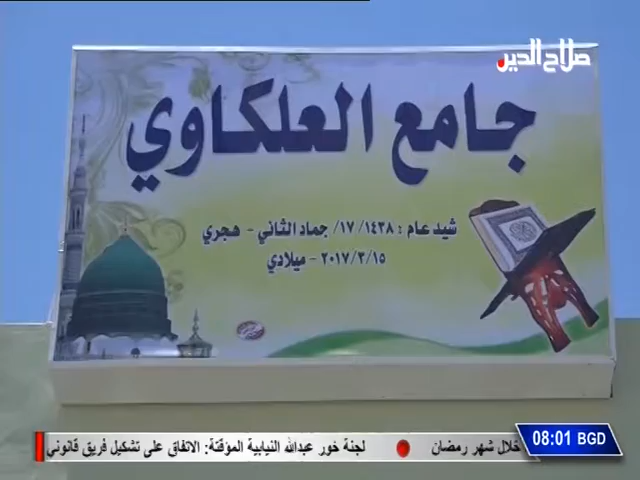 صلاح الدين
جامع العلكاوي
شيد عام : ١٤٣٨/ ١٧/ جماد الثاني - هجري
٢٠١٧/٣/١٥ - ميلادي
خلال شهر رمضان
لجنة خور عبدالله النيابية المؤقتة: الاتفاق على تشكيل فريق قانوني
08:01 BGD